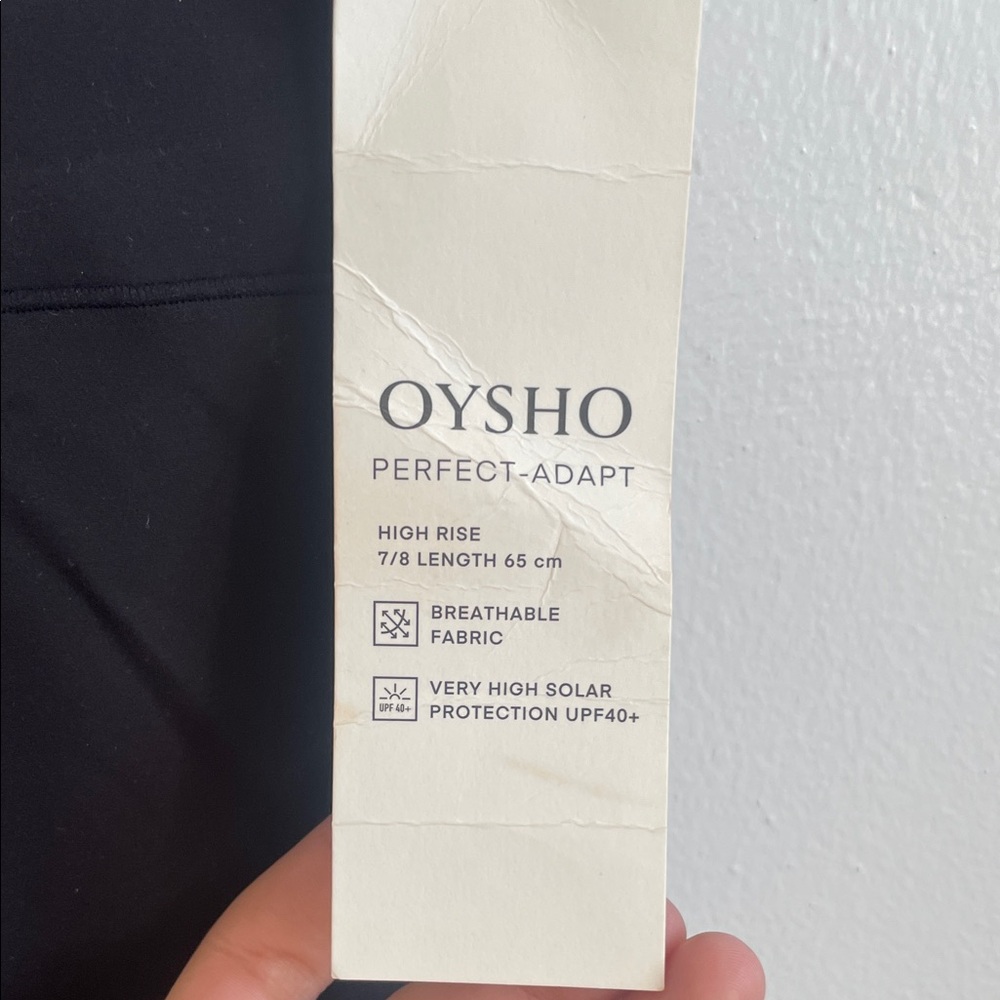 OYSHO
PERFECT-ADAPT
HIGH RISE
7/8 LENGTH 65 cm
BREATHABLE
FABRIC
UPF 40+
VERY HIGH SOLAR
PROTECTION UPF40+